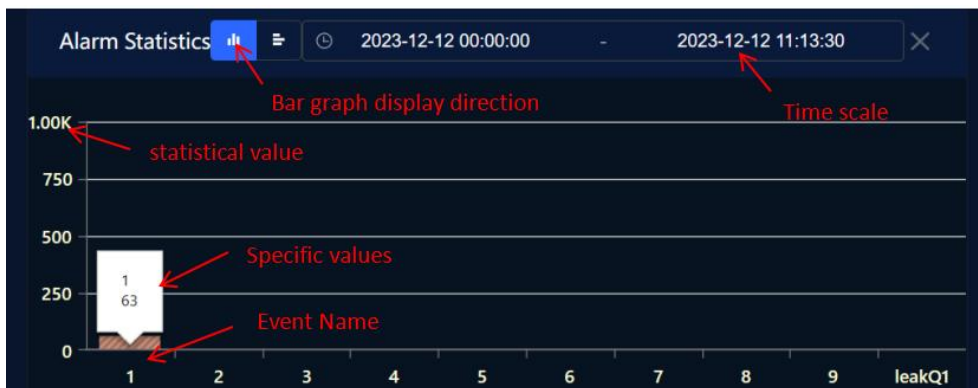 Alarm Statistics 2023-12-12 00:00:00 - 2023-12-12 11:13:30
Bar graph display direction
Time scale
1.00K
statistical value
750
500
Specific values
1
63
250
Event Name
0
1 2 3 4 5 6 7 8 9 leakQ1